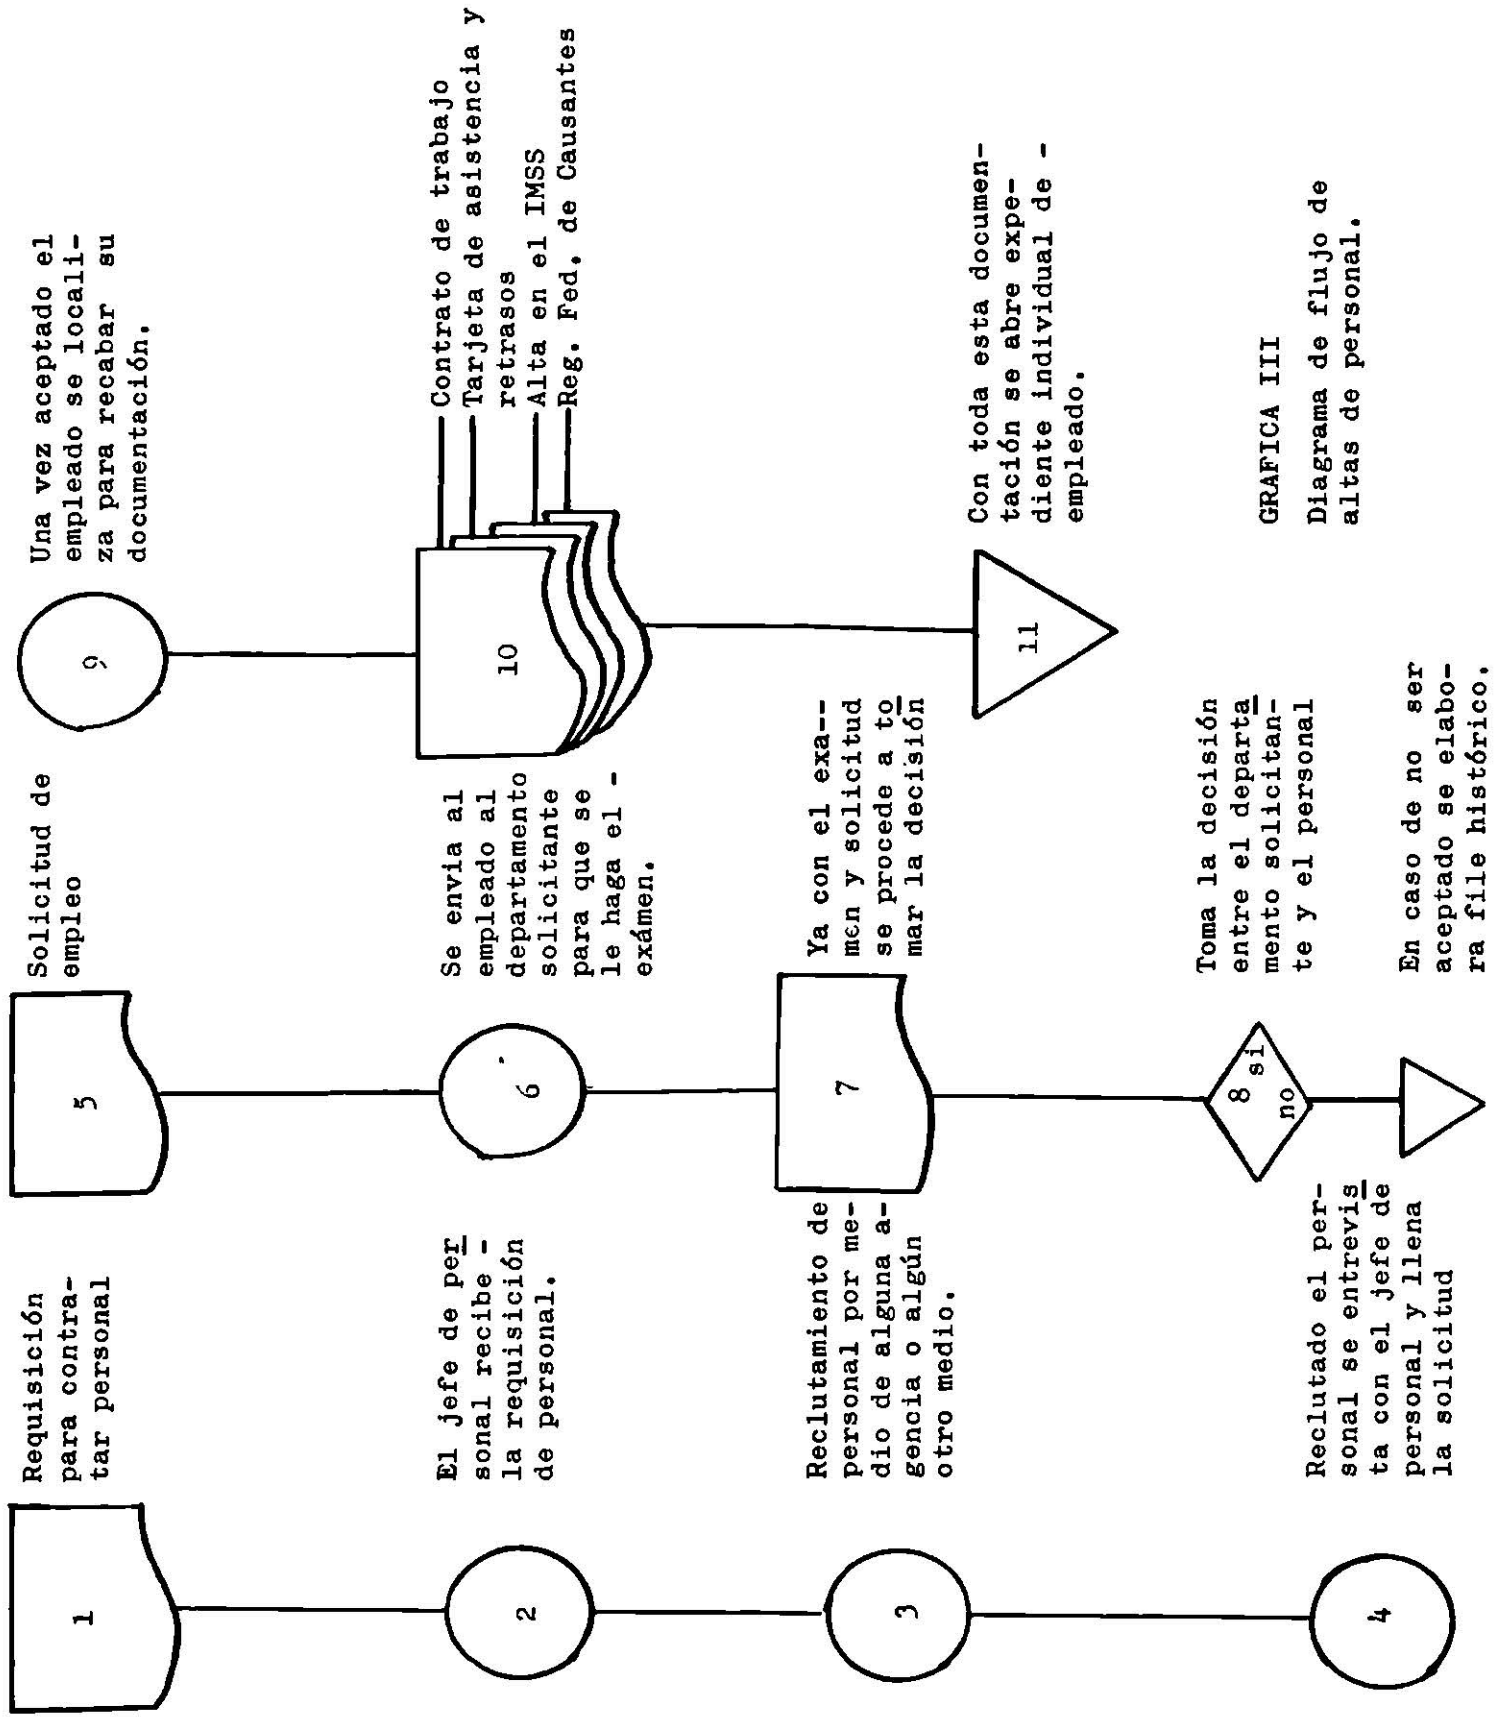 1
Requisición
para contra-
tar personal
2
El jefe de per
sonal recibe -
la requisición
de personal.
3
Reclutamiento de
personal por me-
dio de alguna a-
gencia o algún
otro medio.
4
Reclutado el per-
sonal se entrevis
ta con el jefe de
personal y llena
la solicitud
5
Solicitud de
empleo
6
Se envia al
empleado al
departamento
solicitante
para que se
le haga el -
exámen.
7
Ya con el exa--
men y solicitud
se procede a to
mar la decisión
8
si
no
Toma la decisión
entre el departa
mento solicitan-
te y el personal
En caso de no ser
aceptado se elabo-
ra file histórico.
9
Una vez aceptado el
empleado se locali-
za para recabar su
documentación.
10
Contrato de trabajo
Tarjeta de asistencia y
retrasos
Alta en el IMSS
Reg. Fed. de Causantes
11
Con toda esta documen-
tación se abre expe-
diente individual de -
empleado.
GRAFICA III
Diagrama de flujo de
altas de personal.